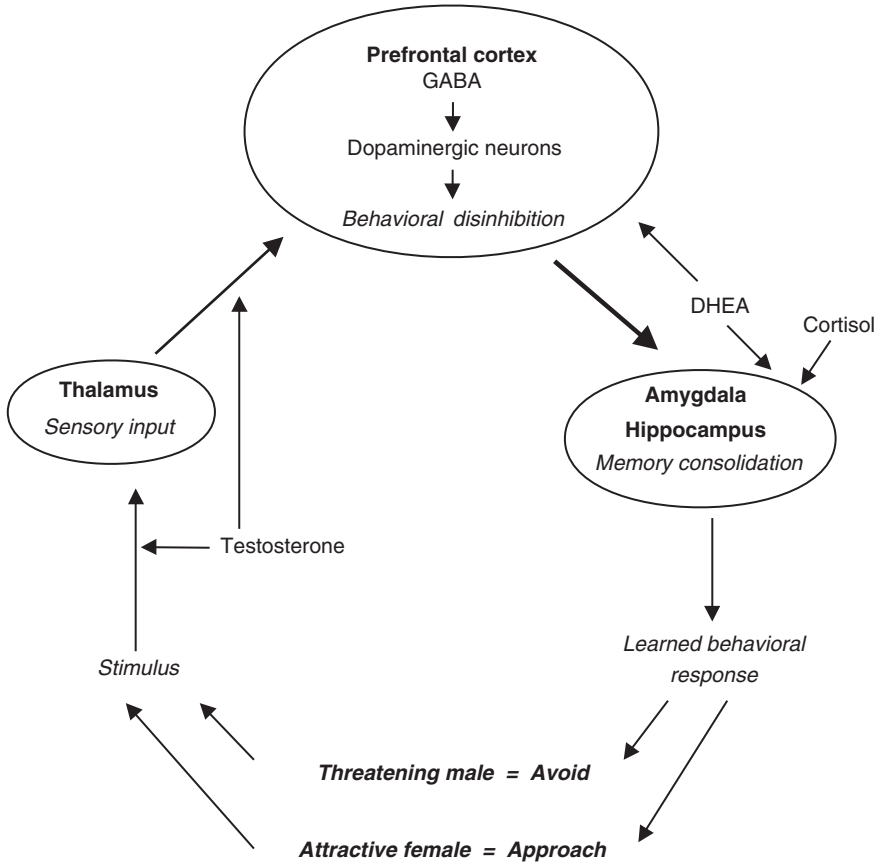 Prefrontal cortex
GABA
Dopaminergic neurons
Behavioral disinhibition
DHEA
Cortisol
Thalamus
Sensory input
Amygdala
Hippocampus
Memory consolidation
Testosterone
Stimulus
Learned behavioral
response
Threatening male = Avoid
Attractive female = Approach